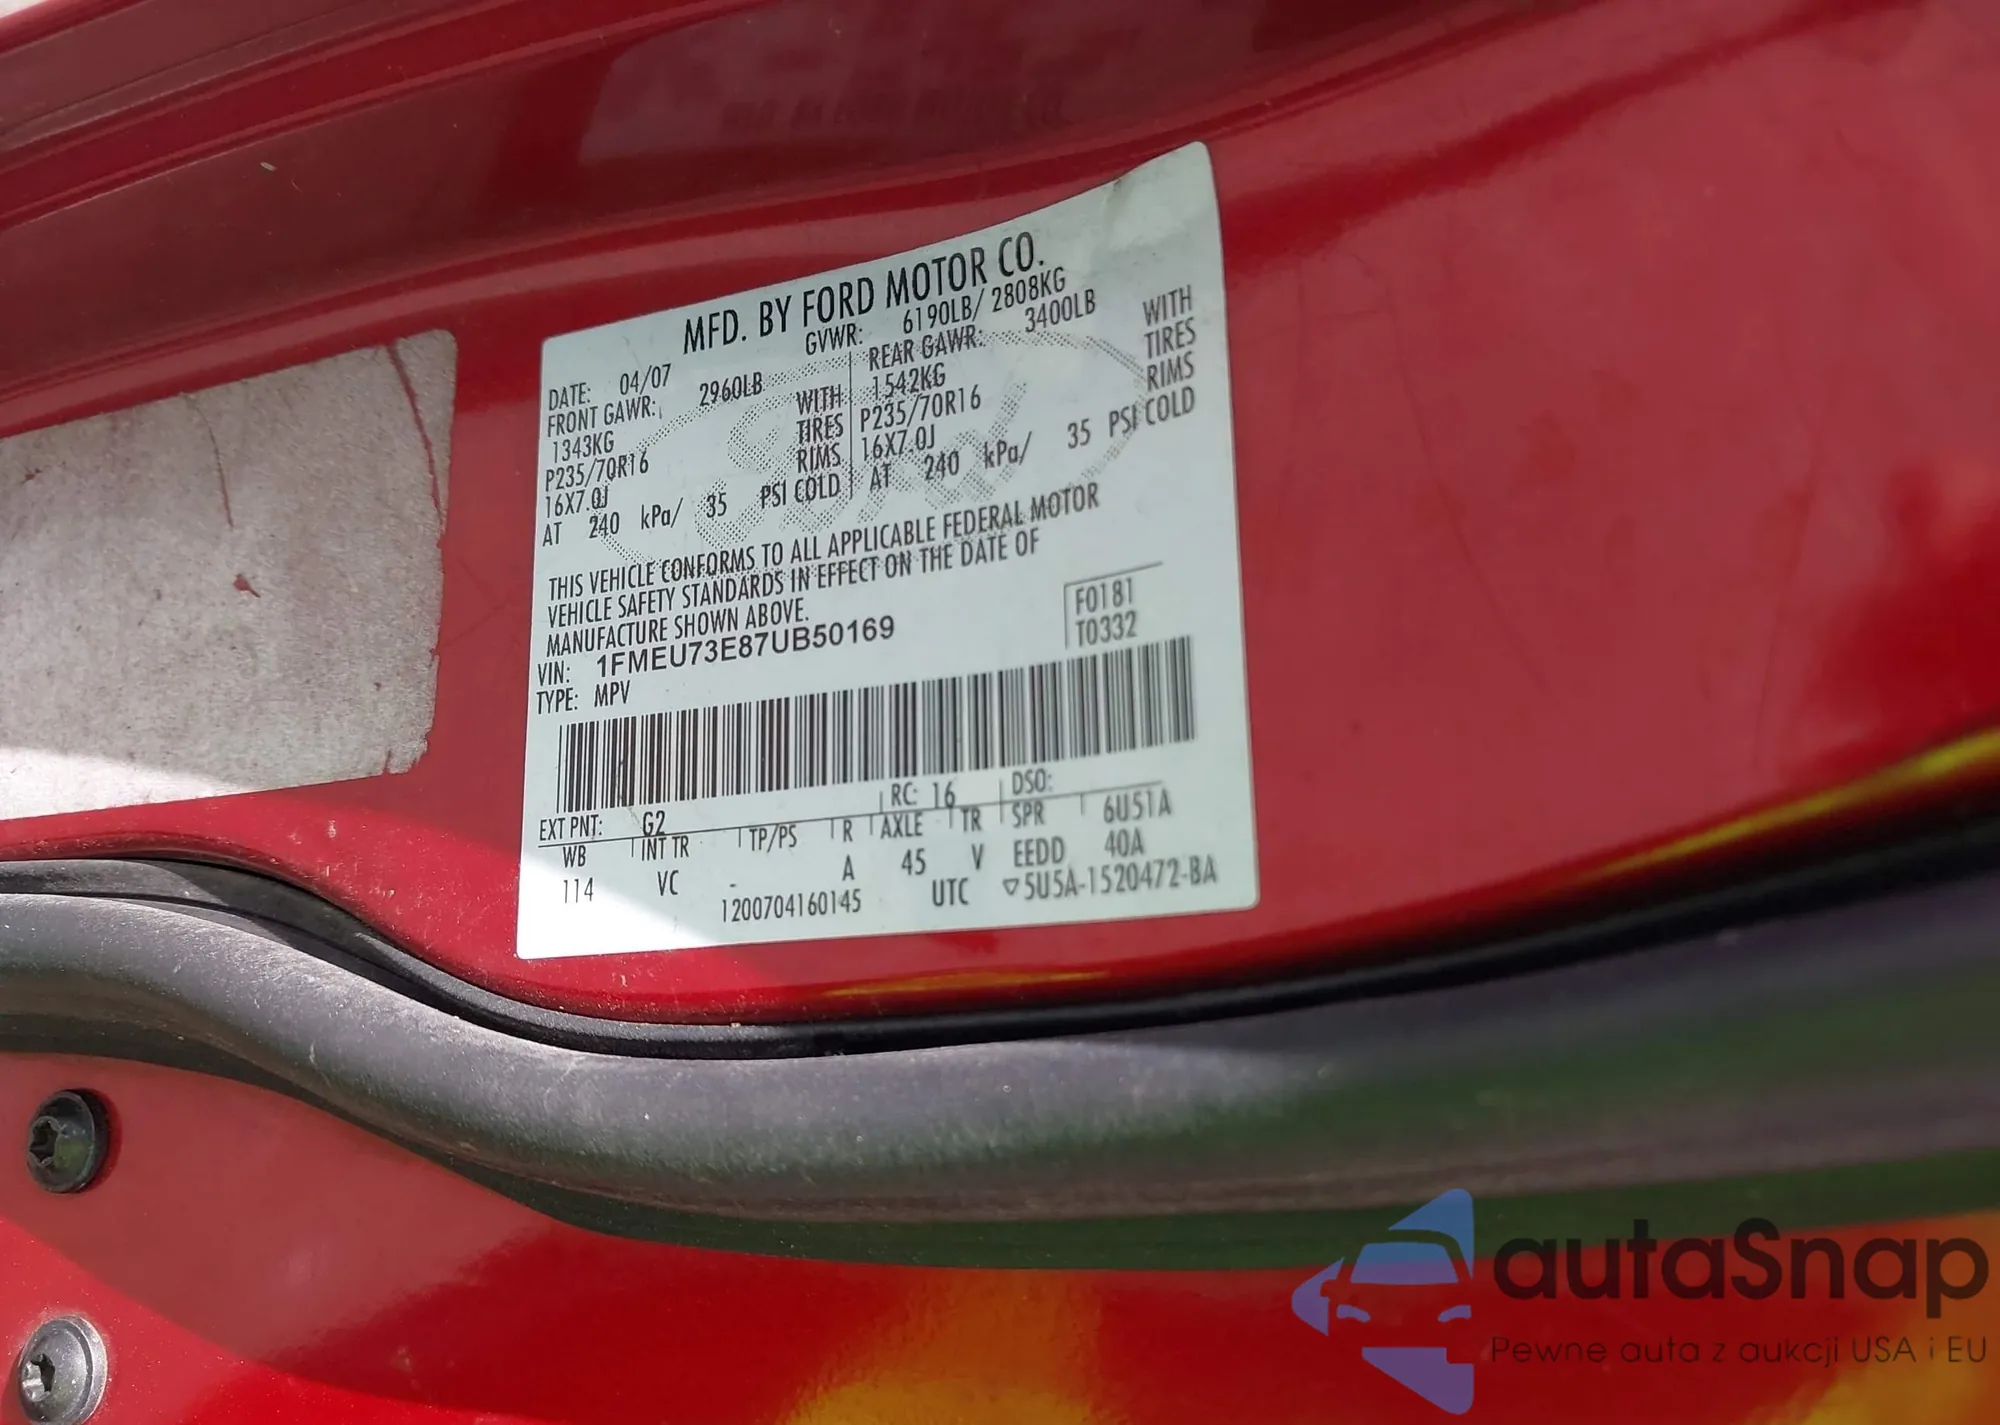 MFD. BY FORD MOTOR CO.
DATE: 04/07 GVWR: 6190LB/ 2808KG
FRONT GAWR: 2960LB REAR GAWR: 3400LB
1343KG WITH 1542KG WITH
P235/70R16 TIRES P235/70R16 TIRES
16X7.0J RIMS 16X7.0J RIMS
AT 240 kPa/ 35 PSI COLD AT 240 kPa/ 35 PSI COLD
THIS VEHICLE CONFORMS TO ALL APPLICABLE FEDERAL MOTOR
VEHICLE SAFETY STANDARDS IN EFFECT ON THE DATE OF
MANUFACTURE SHOWN ABOVE.
VIN: 1FMEU73E87UB50169 F0181
TYPE: MPV T0332
EXT PNT: G2 RC: 16 DSO:
WB INT TR TP/PS R AXLE TR SPR 6U51A
114 VC - A 45 V EEDD 40A
1200704160145 UTC ▽5U5A-1520472-BA
autaSnap
Pewne auta z aukcji USA i EU